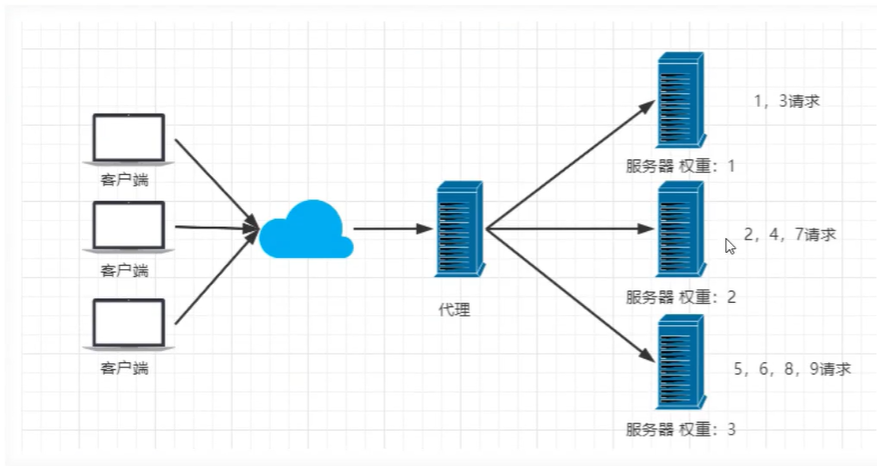 客户端
客户端
客户端
代理
1，3请求
服务器 权重：1
2，4，7请求
服务器 权重：2
5，6，8，9请求
服务器 权重：3